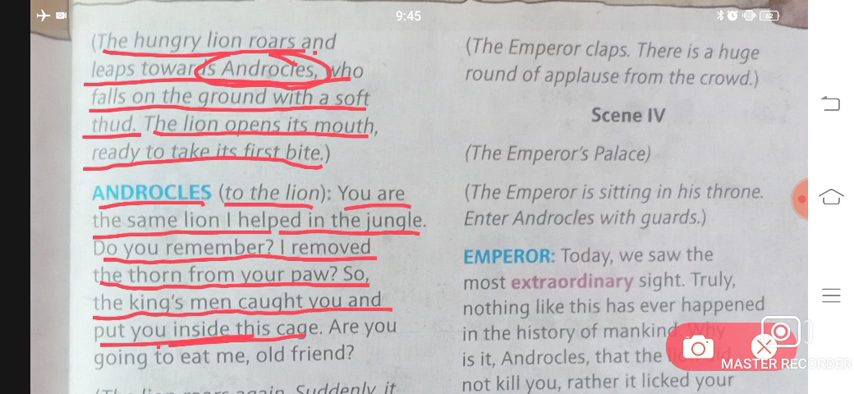 9:45
(The hungry lion roars and
leaps towards Androcles, who
falls on the ground with a soft
thud. The lion opens its mouth,
ready to take its first bite.)
ANDROCLES (to the lion): You are
the same lion I helped in the jungle.
Do you remember? I removed
the thorn from your paw? So,
the king's men caught you and
put you inside this cage. Are you
going to eat me, old friend?
(The lion roars again. Suddenly it
(The Emperor claps. There is a huge
round of applause from the crowd.)
Scene IV
(The Emperor's Palace)
(The Emperor is sitting in his throne.
Enter Androcles with guards.)
EMPEROR: Today, we saw the
most extraordinary sight. Truly,
nothing like this has ever happened
in the history of mankind. Why
is it, Androcles, that the
not kill you, rather it licked your
MASTER RECORDER